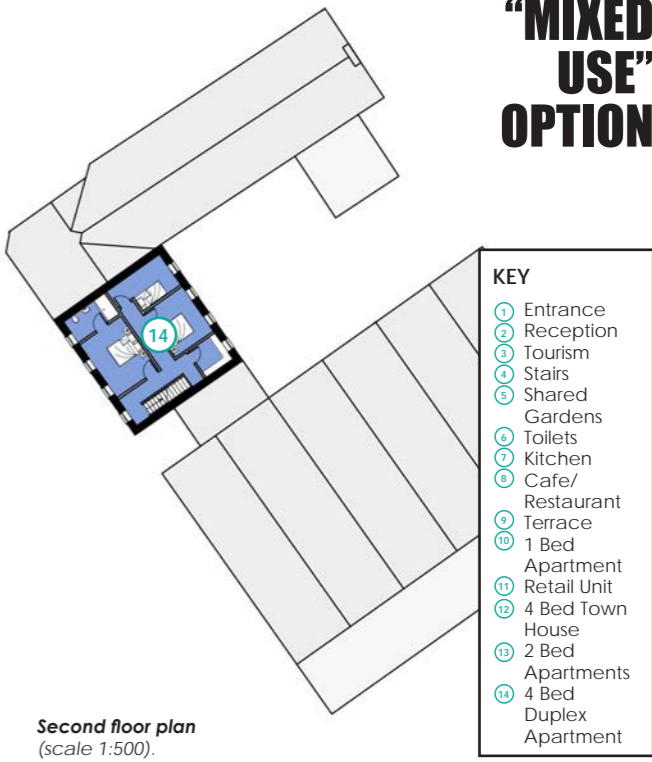 “MIXED
USE”
OPTION
14
KEY
1 Entrance
2 Reception
3 Tourism
4 Stairs
5 Shared
Gardens
6 Toilets
7 Kitchen
8 Cafe/
Restaurant
9 Terrace
10 1 Bed
Apartment
11 Retail Unit
12 4 Bed Town
House
13 2 Bed
Apartments
14 4 Bed
Duplex
Apartment
Second floor plan
(scale 1:500).